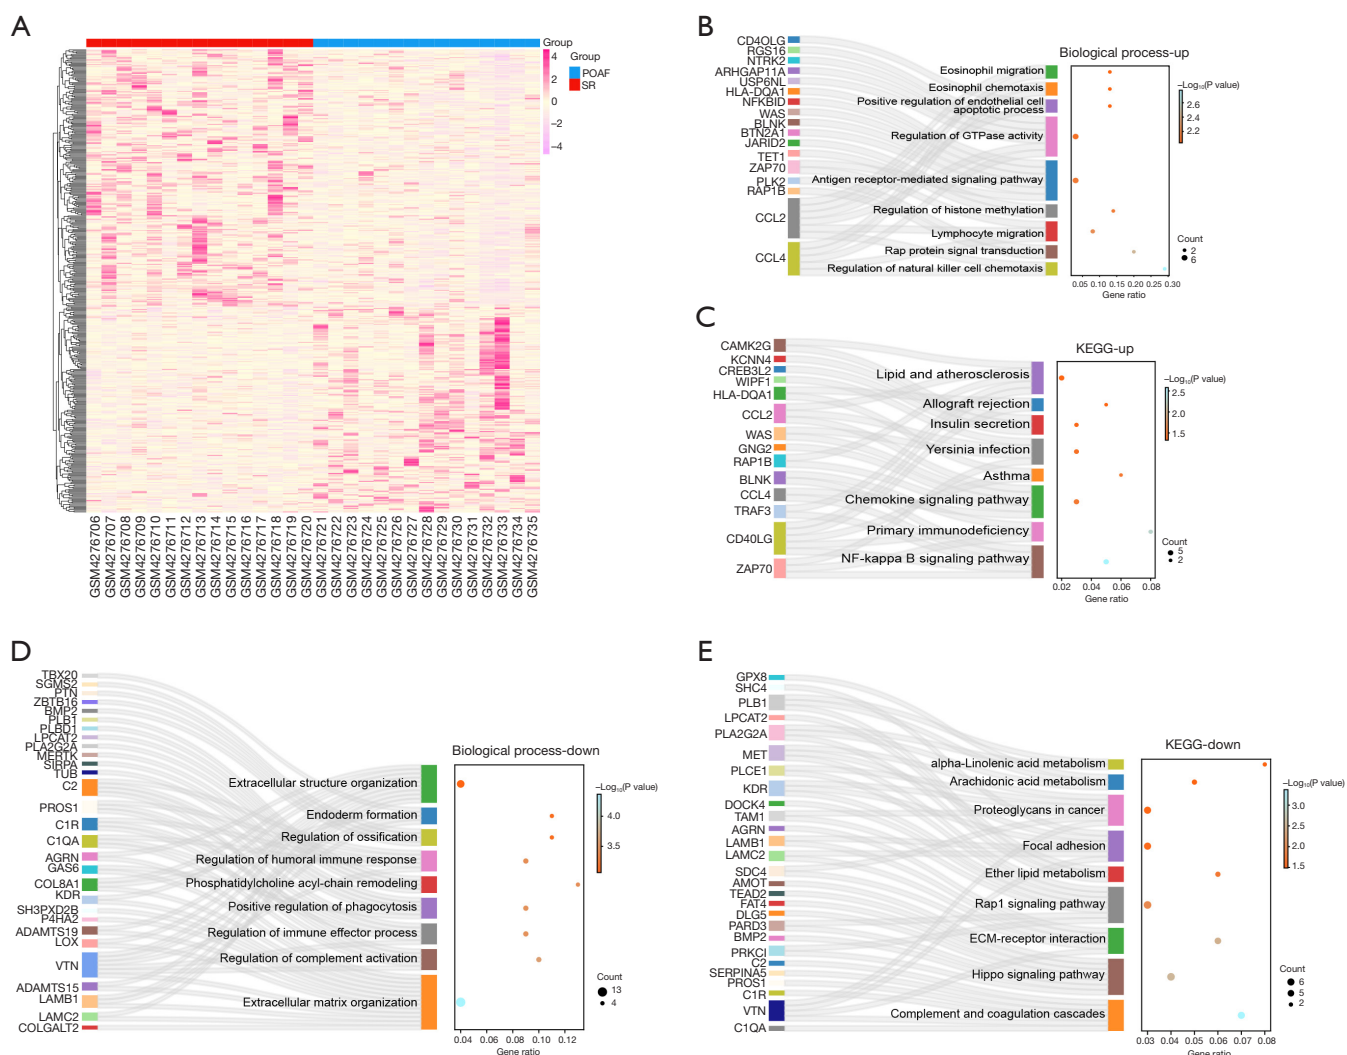 A
Group
Group
POAF
SR
4
2
0
−2
−4
GSM4276706
GSM4276707
GSM4276708
GSM4276709
GSM4276710
GSM4276711
GSM4276712
GSM4276713
GSM4276714
GSM4276715
GSM4276716
GSM4276717
GSM4276718
GSM4276719
GSM4276720
GSM4276721
GSM4276722
GSM4276723
GSM4276724
GSM4276725
GSM4276726
GSM4276727
GSM4276728
GSM4276729
GSM4276730
GSM4276731
GSM4276732
GSM4276733
GSM4276734
GSM4276735
B
CD4OLG
RGS16
NTRK2
ARHGAP11A
USP6NL
HLA-DQA1
NFKBID
WAS
BLNK
BTN2A1
JARID2
TET1
ZAP70
PLK2
RAP1B
CCL2
CCL4
Eosinophil migration
Eosinophil chemotaxis
Positive regulation of endothelial cell
apoptotic process
Regulation of GTPase activity
Antigen receptor-mediated signaling pathway
Regulation of histone methylation
Lymphocyte migration
Rap protein signal transduction
Regulation of natural killer cell chemotaxis
Biological process-up
0.05 0.10 0.15 0.20 0.25 0.30
Gene ratio
−Log₁₀(P value)
2.6
2.4
2.2
Count
2
6
C
CAMK2G
KCNN4
CREB3L2
WIPF1
HLA-DQA1
CCL2
WAS
GNG2
RAP1B
BLNK
CCL4
TRAF3
CD40LG
ZAP70
Lipid and atherosclerosis
Allograft rejection
Insulin secretion
Yersinia infection
Asthma
Chemokine signaling pathway
Primary immunodeficiency
NF-kappa B signaling pathway
KEGG-up
0.02 0.04 0.06 0.08
Gene ratio
−Log₁₀(P value)
2.5
2.0
1.5
Count
5
2
D
TBX20
SGMS2
PTN
ZBTB16
BMP2
PLB1
PLBD1
LPCAT2
PLA2G2A
MERTK
SIRPA
TUB
C2
PROS1
C1R
C1QA
AGRN
GAS6
COL8A1
KDR
SH3PXD2B
P4HA2
ADAMTS19
LOX
VTN
ADAMTS15
LAMB1
LAMC2
COLGALT2
Extracellular structure organization
Endoderm formation
Regulation of ossification
Regulation of humoral immune response
Phosphatidylcholine acyl-chain remodeling
Positive regulation of phagocytosis
Regulation of immune effector process
Regulation of complement activation
Extracellular matrix organization
Biological process-down
0.04 0.06 0.08 0.10 0.12
Gene ratio
−Log₁₀(P value)
4.0
3.5
Count
13
4
E
GPX8
SHC4
PLB1
LPCAT2
PLA2G2A
MET
PLCE1
KDR
DOCK4
TAM1
AGRN
LAMB1
LAMC2
SDC4
AMOT
TEAD2
FAT4
DLG5
PARD3
BMP2
PRKCI
C2
SERPINA5
PROS1
C1R
VTN
C1QA
alpha-Linolenic acid metabolism
Arachidonic acid metabolism
Proteoglycans in cancer
Focal adhesion
Ether lipid metabolism
Rap1 signaling pathway
ECM-receptor interaction
Hippo signaling pathway
Complement and coagulation cascades
KEGG-down
0.03 0.04 0.05 0.06 0.07 0.08
Gene ratio
−Log₁₀(P value)
3.0
2.5
2.0
1.5
Count
6
5
2